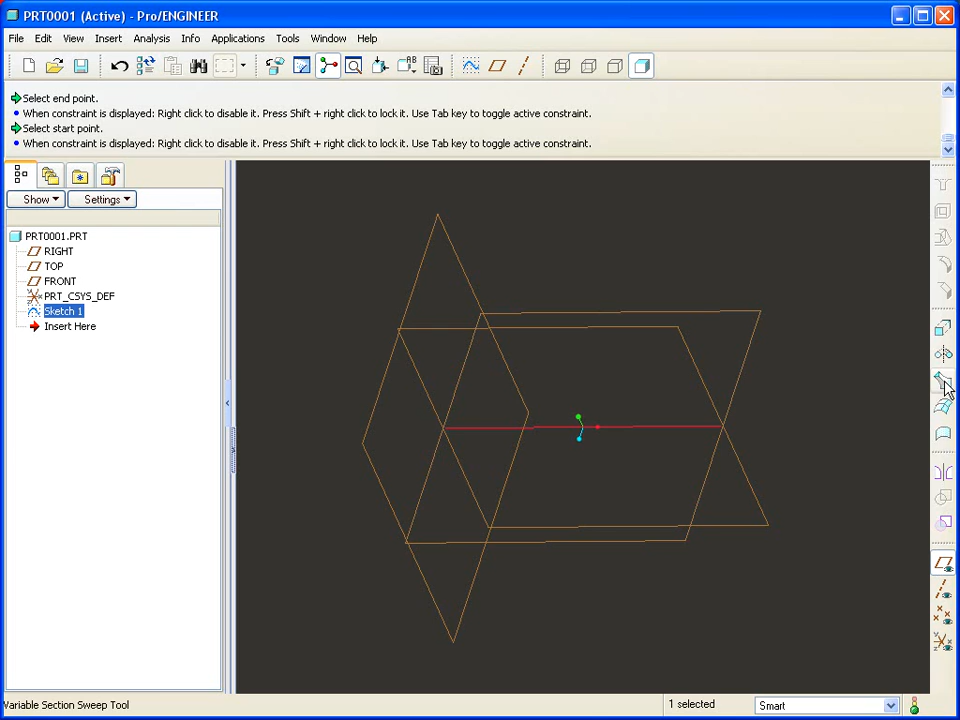 PRT0001 (Active) - Pro/ENGINEER
File Edit View Insert Analysis Info Applications Tools Window Help
Select end point.
When constraint is displayed: Right click to disable it. Press Shift + right click to lock it. Use Tab key to toggle active constraint.
Select start point.
When constraint is displayed: Right click to disable it. Press Shift + right click to lock it. Use Tab key to toggle active constraint.
Show Settings
PRT0001.PRT
RIGHT
TOP
FRONT
PRT_CSYS_DEF
Sketch 1
Insert Here
Variable Section Sweep Tool
1 selected
Smart